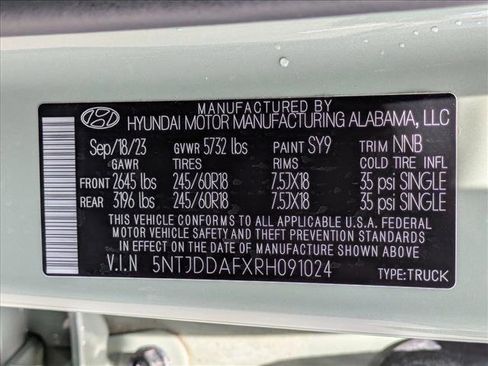 MANUFACTURED BY
HYUNDAI MOTOR MANUFACTURING ALABAMA, LLC
Sep/18/23 GVWR 5732 lbs PAINT SY9 TRIM NNB
GAWR TIRES RIMS COLD TIRE INFL
FRONT 2645 lbs 245/60R18 7.5JX18 35 psi SINGLE
REAR 3196 lbs 245/60R18 7.5JX18 35 psi SINGLE
THIS VEHICLE CONFORMS TO ALL APPLICABLE U.S.A. FEDERAL
MOTOR VEHICLE SAFETY AND THEFT PREVENTION STANDARDS
IN EFFECT ON THE DATE OF MANUFACTURE SHOWN ABOVE.
V.I.N 5NTJDDAFXRH091024
TYPE:TRUCK